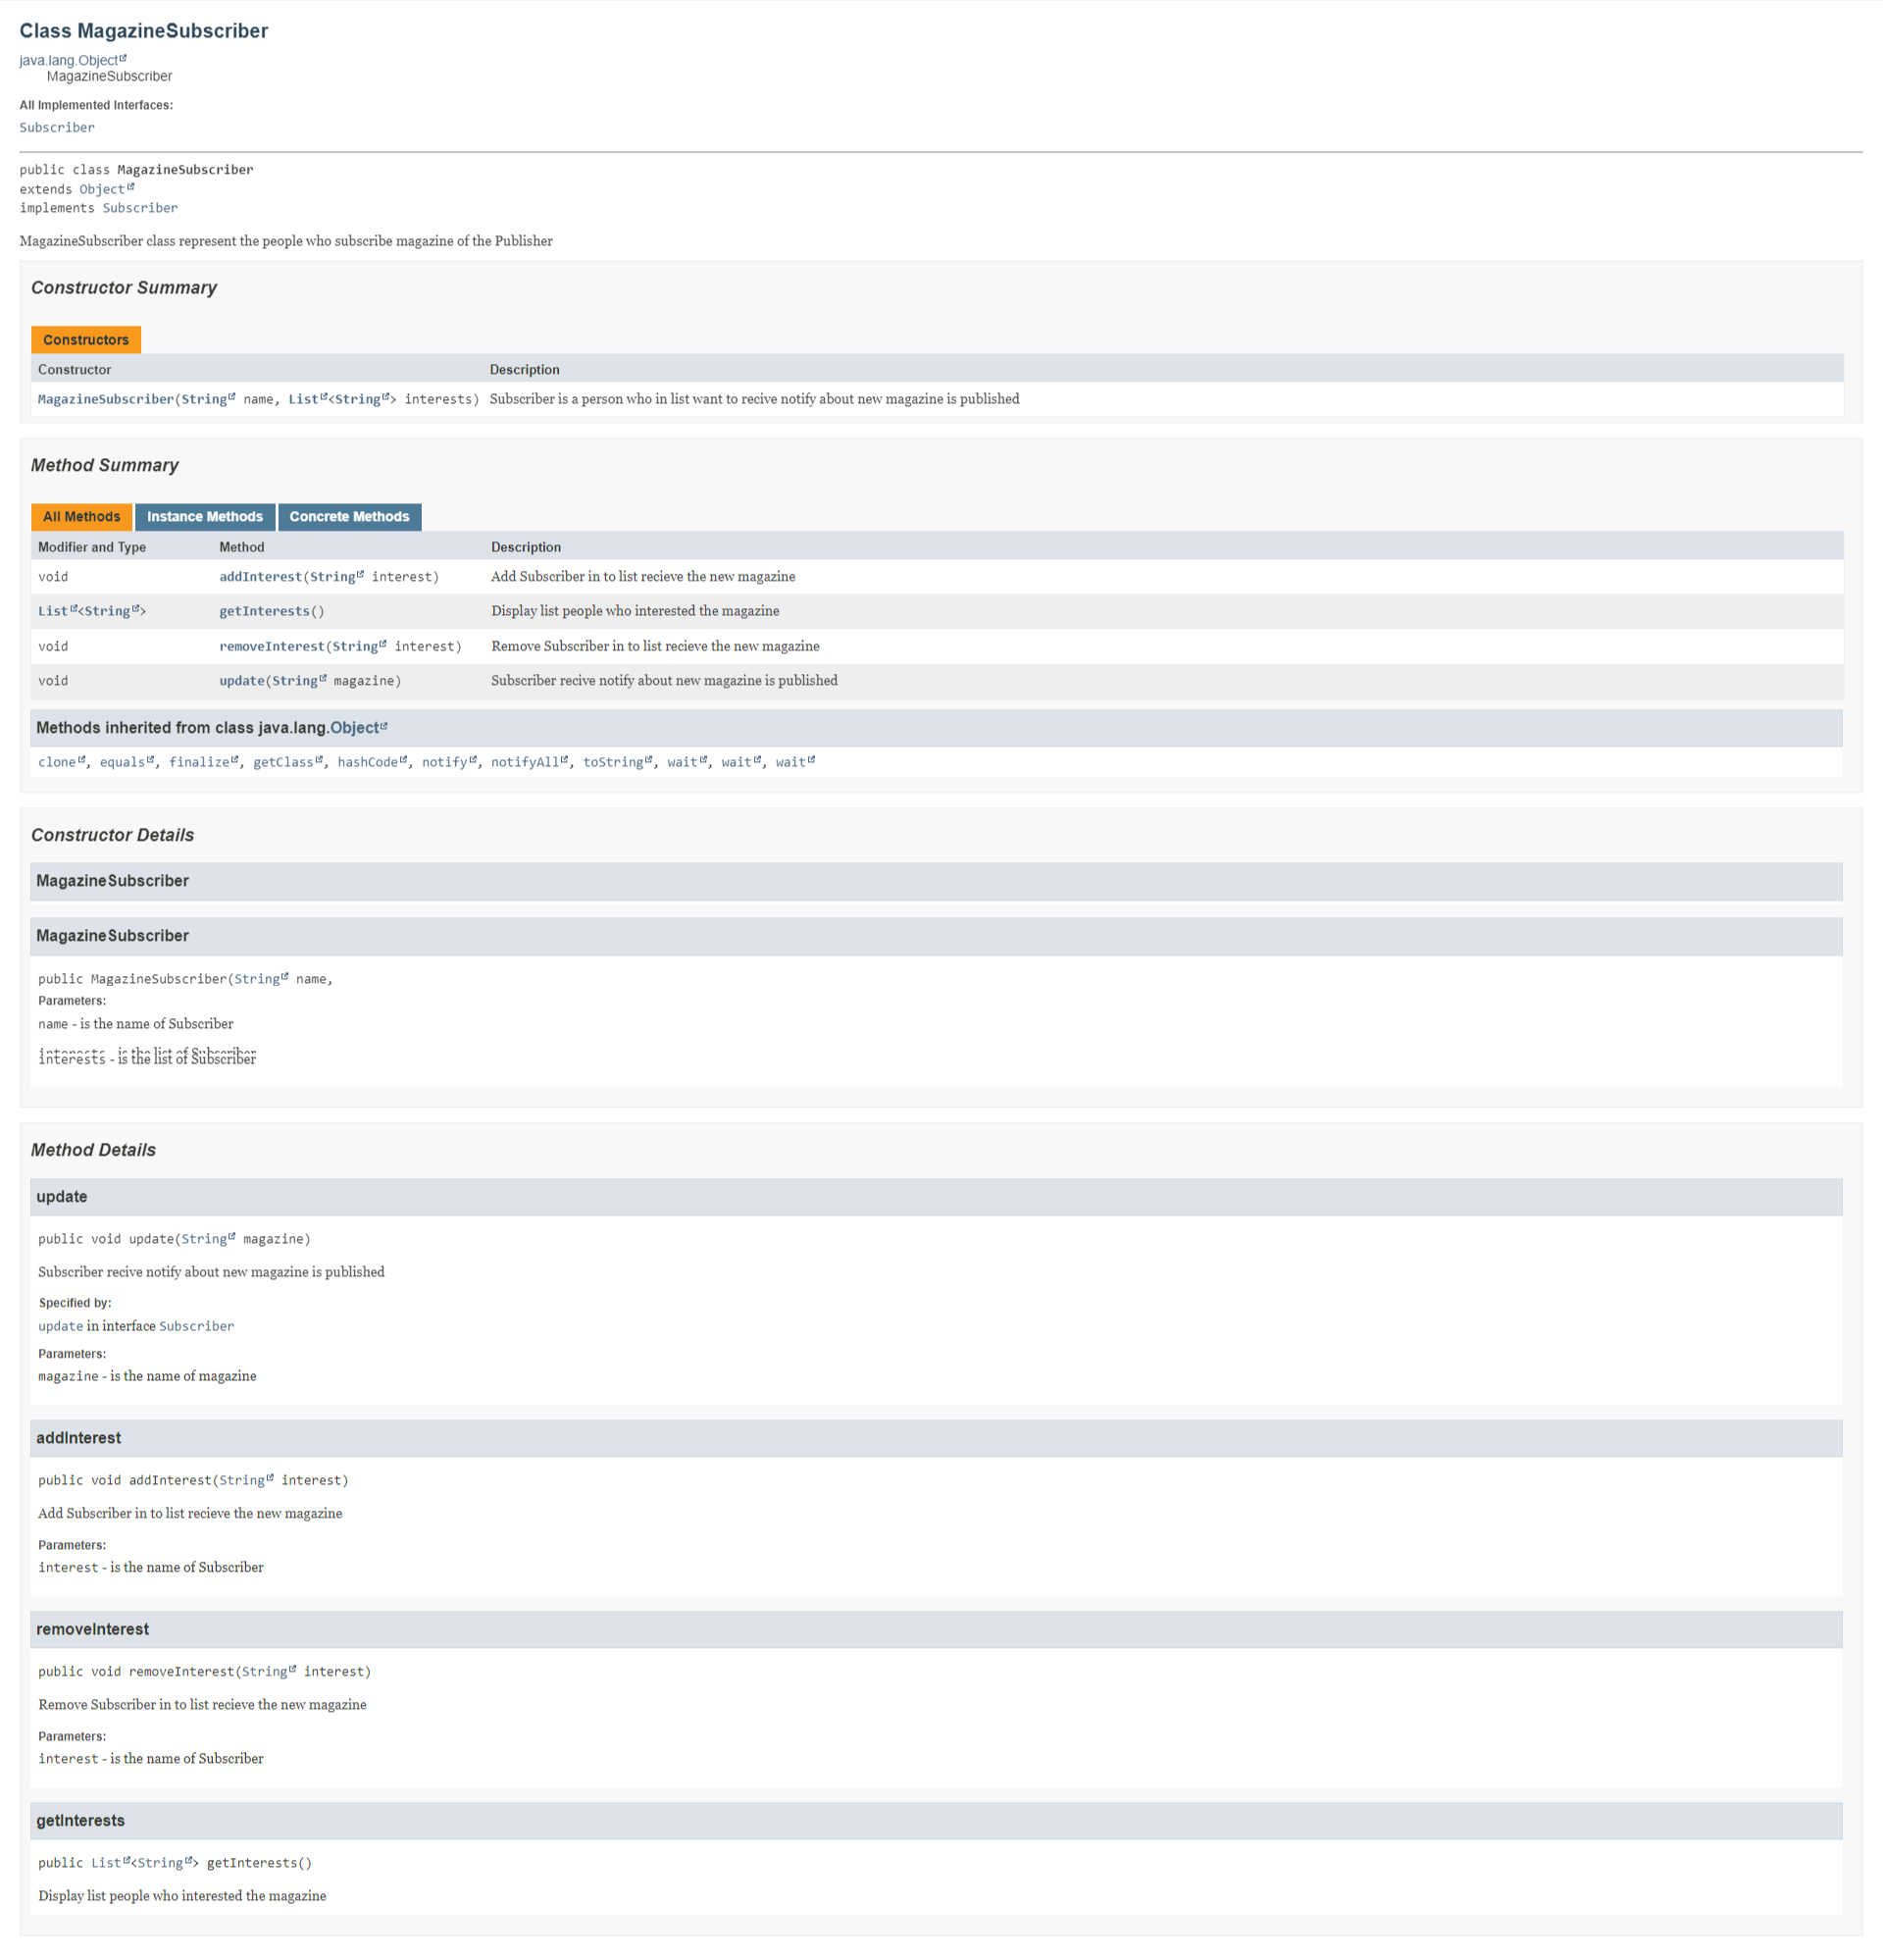 Class MagazineSubscriber
java.lang.Object
MagazineSubscriber
All Implemented Interfaces:
Subscriber
public class MagazineSubscriber
extends Object
implements Subscriber
MagazineSubscriber class represent the people who subscribe magazine of the Publisher
Constructor Summary
Constructors
Constructor Description
MagazineSubscriber(String name, List<String> interests) Subscriber is a person who in list want to recive notify about new magazine is published
Method Summary
All Methods Instance Methods Concrete Methods
Modifier and Type Method Description
void addInterest(String interest) Add Subscriber in to list recieve the new magazine
List<String> getInterests() Display list people who interested the magazine
void removeInterest(String interest) Remove Subscriber in to list recieve the new magazine
void update(String magazine) Subscriber recive notify about new magazine is published
Methods inherited from class java.lang.Object
clone, equals, finalize, getClass, hashCode, notify, notifyAll, toString, wait, wait, wait
Constructor Details
MagazineSubscriber
MagazineSubscriber
public MagazineSubscriber(String name,
Parameters:
name - is the name of Subscriber
interests - is the list of Subscriber
Method Details
update
public void update(String magazine)
Subscriber recive notify about new magazine is published
Specified by:
update in interface Subscriber
Parameters:
magazine - is the name of magazine
addInterest
public void addInterest(String interest)
Add Subscriber in to list recieve the new magazine
Parameters:
interest - is the name of Subscriber
removeInterest
public void removeInterest(String interest)
Remove Subscriber in to list recieve the new magazine
Parameters:
interest - is the name of Subscriber
getInterests
public List<String> getInterests()
Display list people who interested the magazine